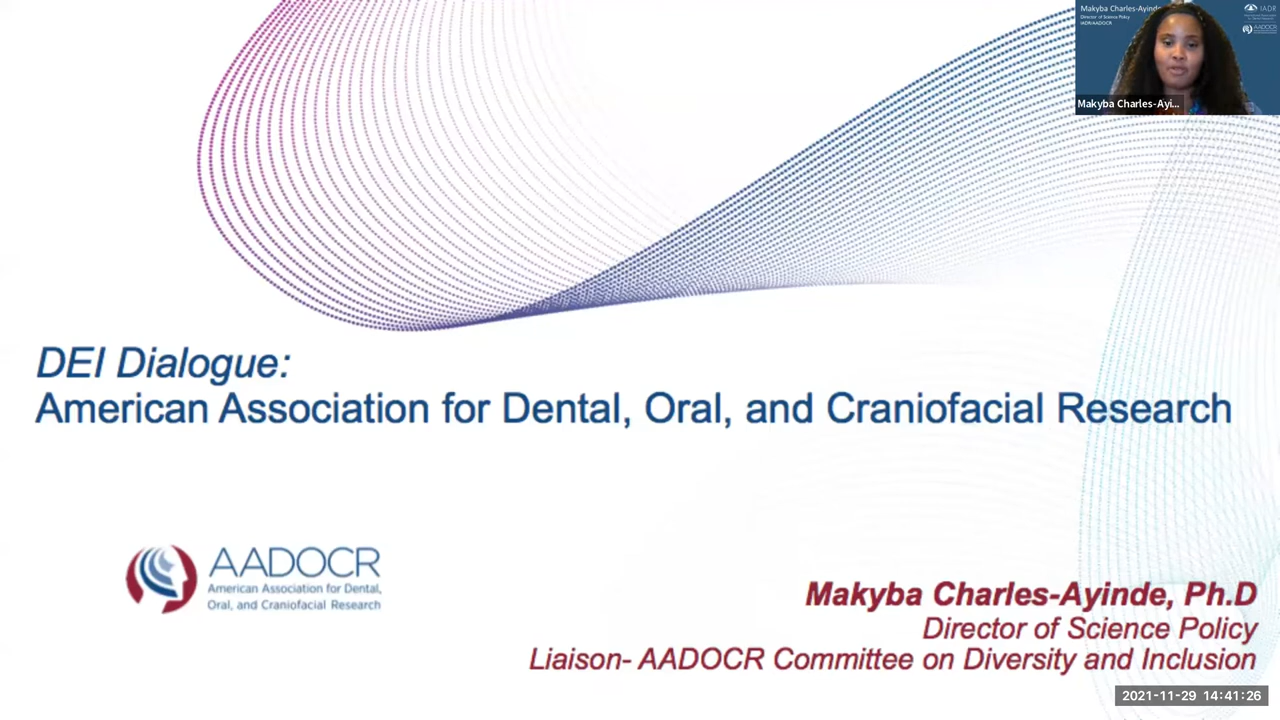 Makyba Charles-Ayinde
Director of Science Policy
IADR/AADOCR
IADR
AADOCR
Makyba Charles-Ayi...
DEI Dialogue:
American Association for Dental, Oral, and Craniofacial Research
AADOCR
American Association for Dental,
Oral, and Craniofacial Research
Makyba Charles-Ayinde, Ph.D
Director of Science Policy
Liaison- AADOCR Committee on Diversity and Inclusion
2021-11-29 14:41:26